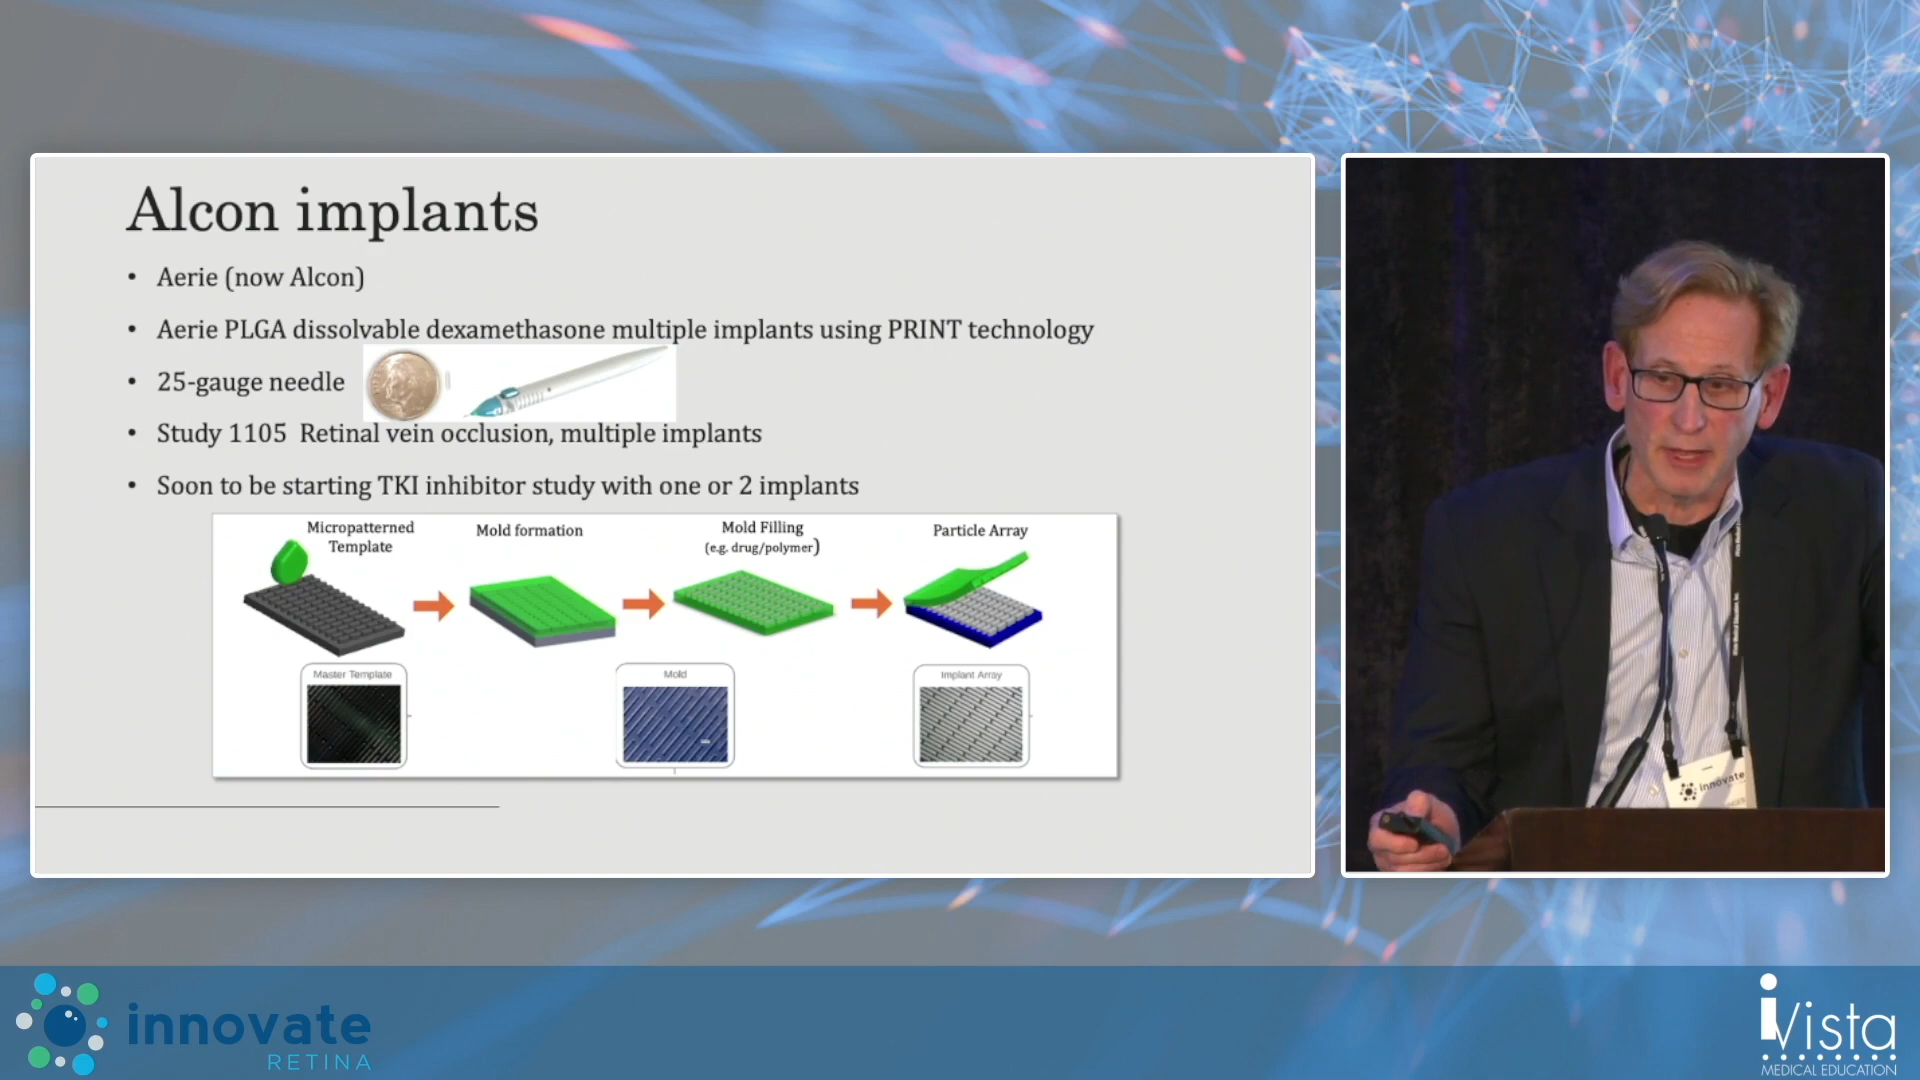 Alcon implants
• Aerie (now Alcon)
• Aerie PLGA dissolvable dexamethasone multiple implants using PRINT technology
• 25-gauge needle
• Study 1105 Retinal vein occlusion, multiple implants
• Soon to be starting TKI inhibitor study with one or 2 implants
Micropatterned
Template
Mold formation
Mold Filling
(e.g. drug/polymer)
Particle Array
Master Template
Mold
Implant Array
innovate
innovate
RETINA
iVista
MEDICAL EDUCATION